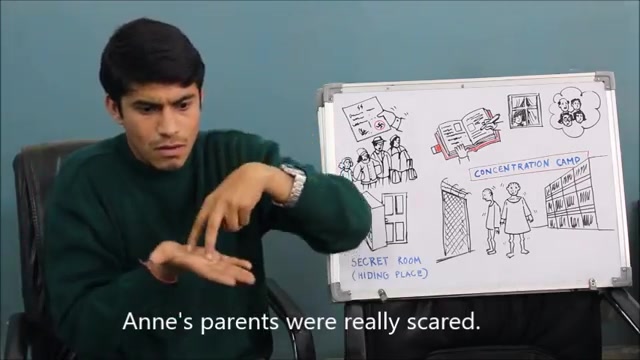 CONCENTRATION CAMP
SECRET ROOM
(HIDING PLACE)
Anne's parents were really scared.